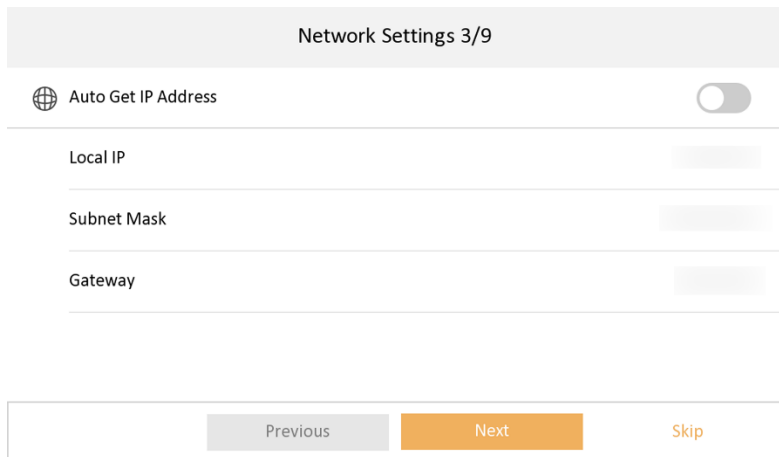 Network Settings 3/9
Auto Get IP Address
Local IP
Subnet Mask
Gateway
Previous
Next
Skip